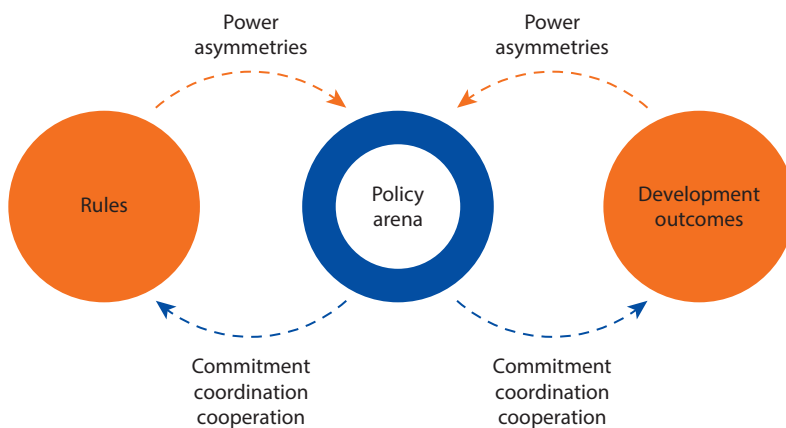 Power
asymmetries
Power
asymmetries
Rules
Policy
arena
Development
outcomes
Commitment
coordination
cooperation
Commitment
coordination
cooperation